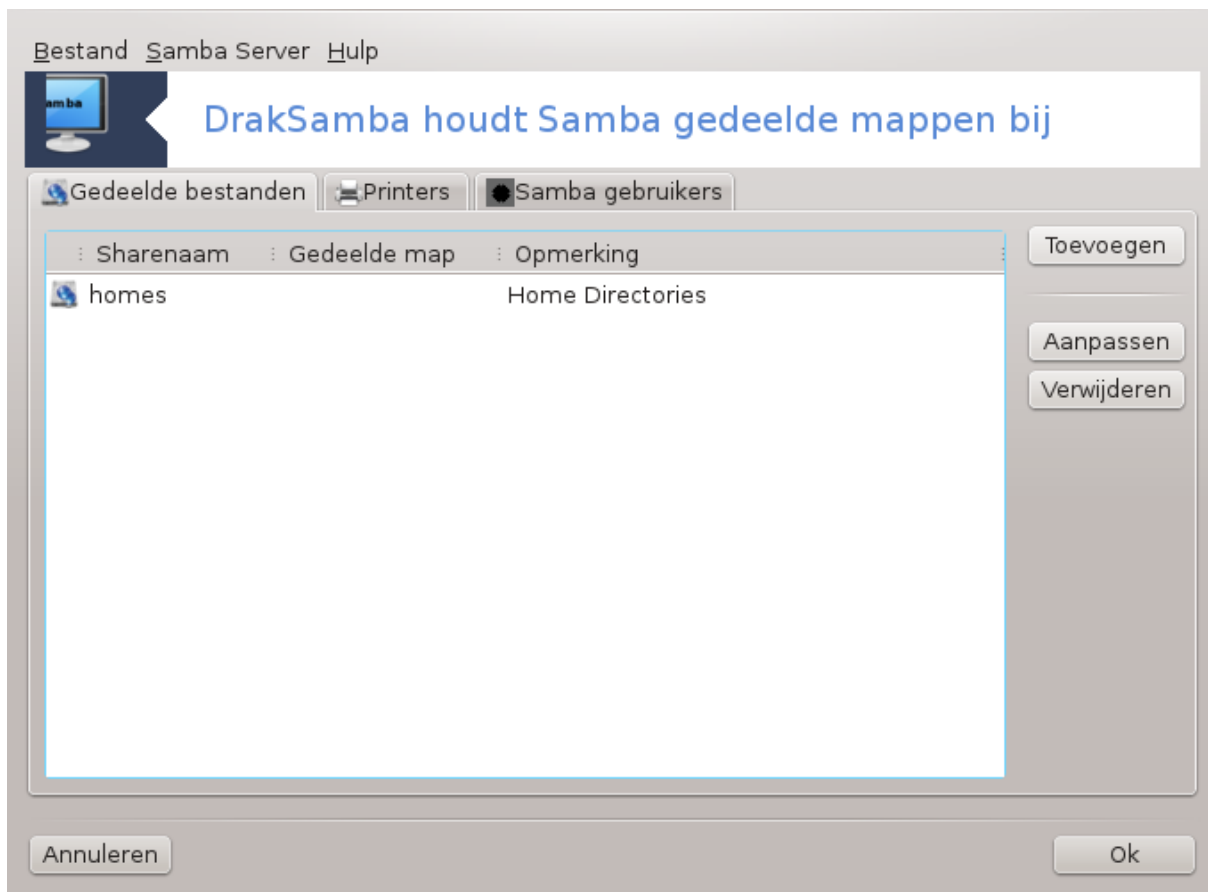 Bestand Samba Server Hulp
amba
DrakSamba houdt Samba gedeelde mappen bij
Gedeelde bestanden Printers Samba gebruikers
Sharenaam Gedeelde map Opmerking
homes Home Directories
Toevoegen
Aanpassen
Verwijderen
Annuleren Ok